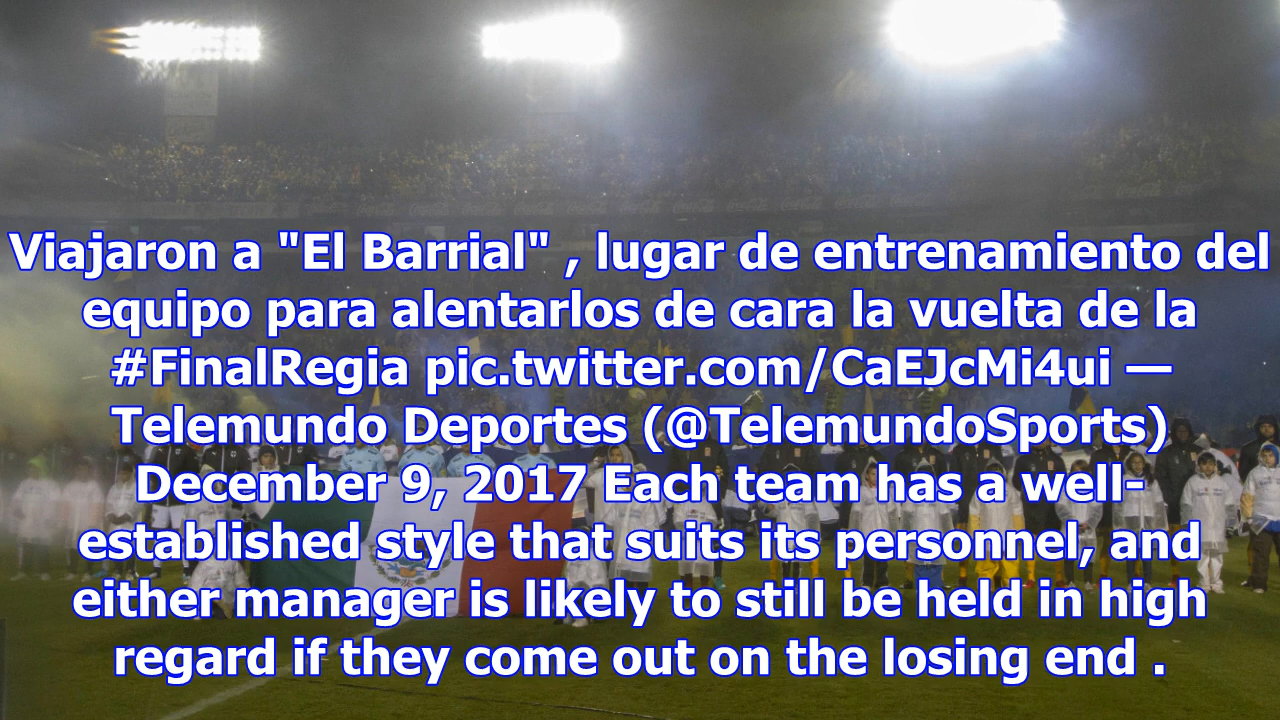 Viajaron a "El Barrial" , lugar de entrenamiento del
equipo para alentarlos de cara la vuelta de la
#FinalRegia pic.twitter.com/CaEJcMi4ui —
Telemundo Deportes (@TelemundoSports)
December 9, 2017 Each team has a well-
established style that suits its personnel, and
either manager is likely to still be held in high
regard if they come out on the losing end .